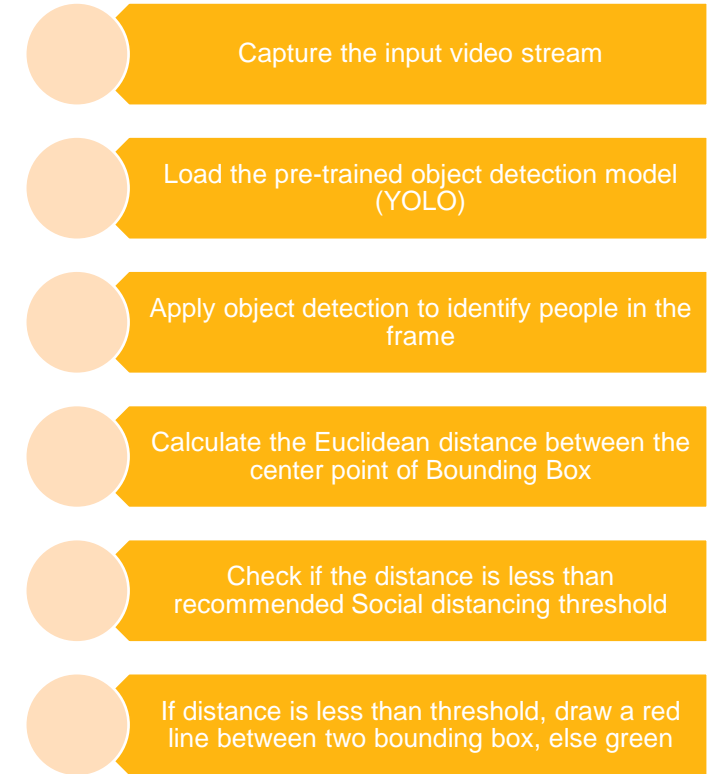 Capture the input video stream
Load the pre-trained object detection model
(YOLO)
Apply object detection to identify people in the
frame
Calculate the Euclidean distance between the
center point of Bounding Box
Check if the distance is less than
recommended Social distancing threshold
If distance is less than threshold, draw a red
line between two bounding box, else green